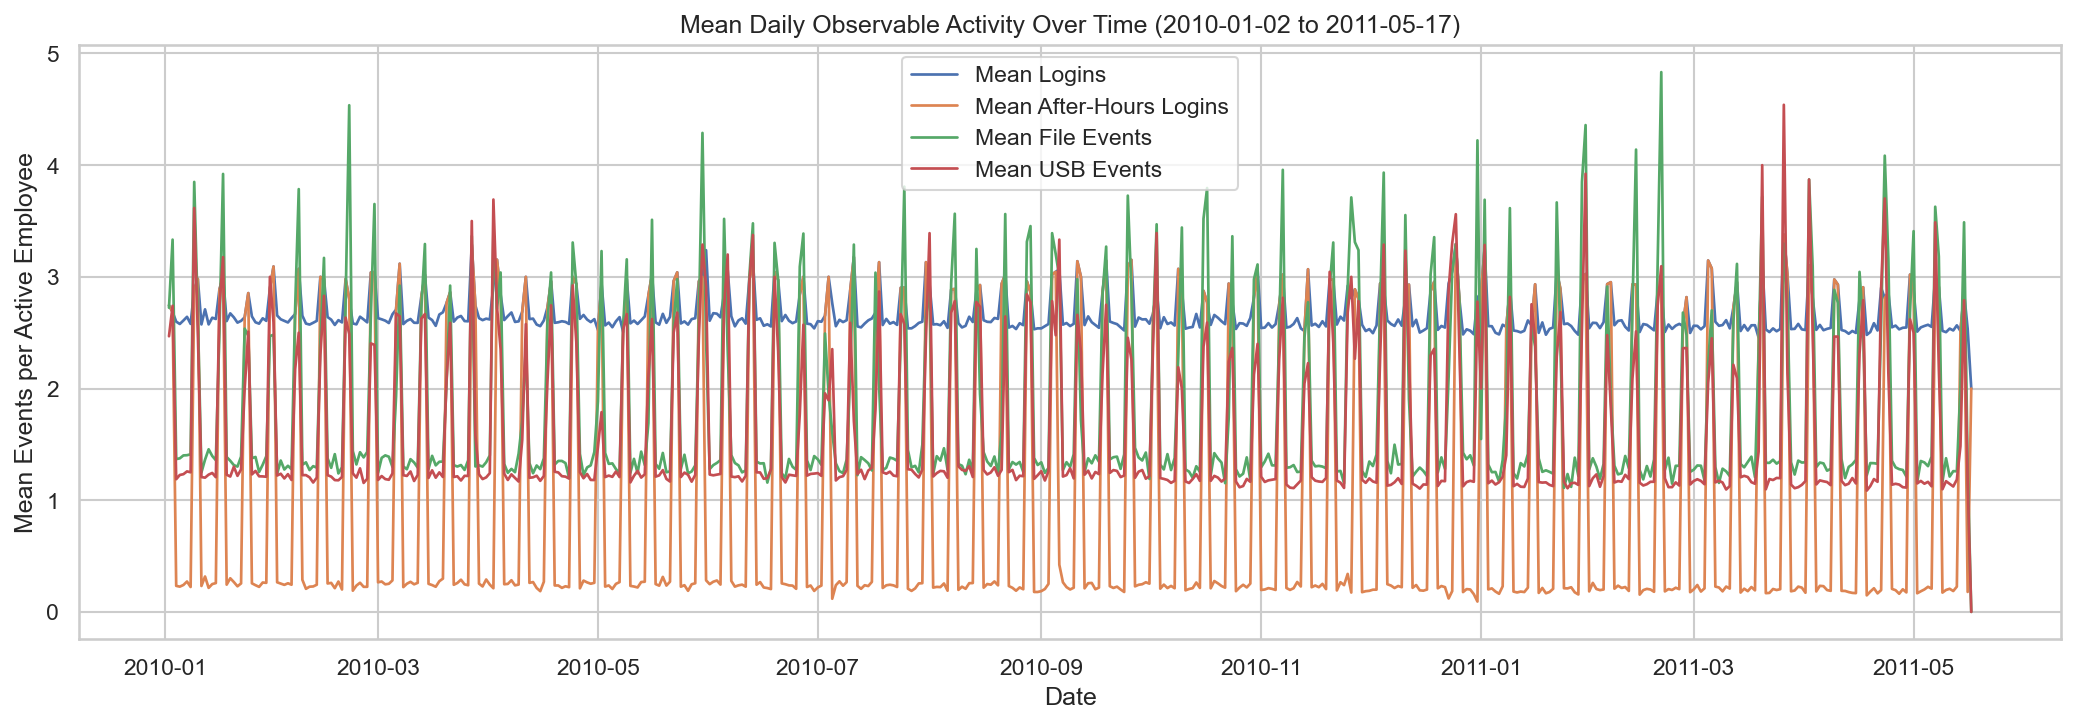 Mean Daily Observable Activity Over Time (2010-01-02 to 2011-05-17)
Mean Logins
Mean After-Hours Logins
Mean File Events
Mean USB Events
Mean Events per Active Employee
5
4
3
2
1
0
2010-01
2010-03
2010-05
2010-07
2010-09
2010-11
2011-01
2011-03
2011-05
Date